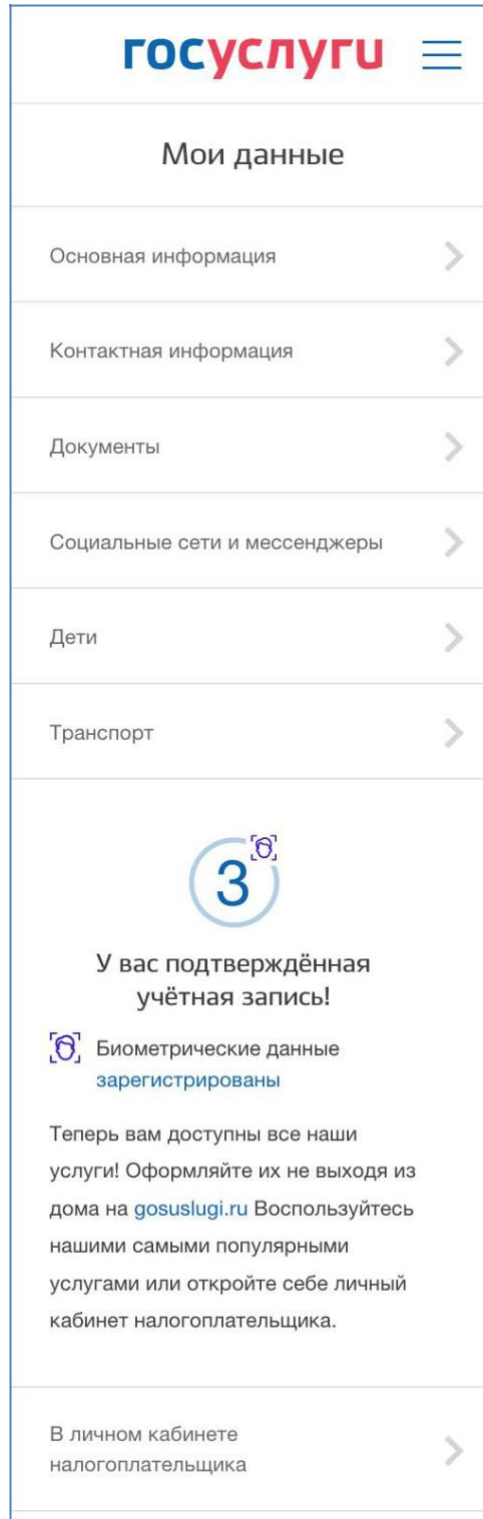 госуслуги
Мои данные
Основная информация
Контактная информация
Документы
Социальные сети и мессенджеры
Дети
Транспорт
3
У вас подтверждённая
учётная запись!
Биометрические данные
зарегистрированы
Теперь вам доступны все наши
услуги! Оформляйте их не выходя из
дома на gosuslugi.ru Воспользуйтесь
нашими самыми популярными
услугами или откройте себе личный
кабинет налогоплательщика.
В личном кабинете
налогоплательщика